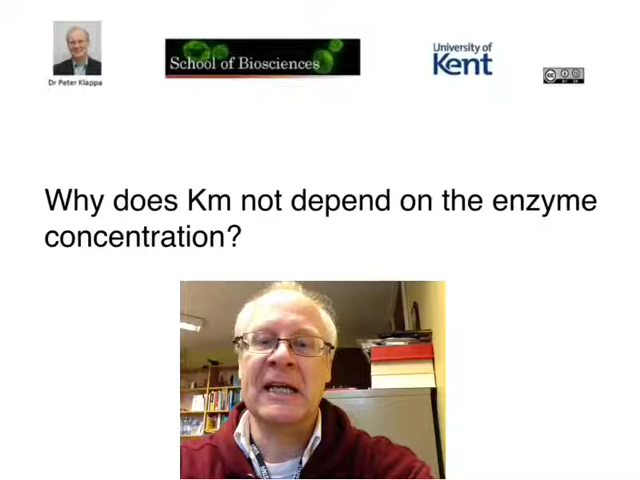 Dr Peter Klappa
School of Biosciences
University of
Kent
Why does Km not depend on the enzyme
concentration?